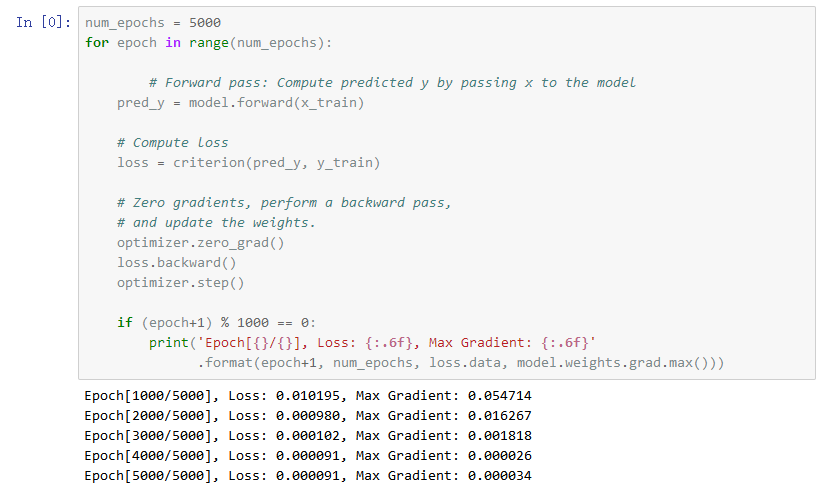 In [0]: num_epochs = 5000
for epoch in range(num_epochs):
# Forward pass: Compute predicted y by passing x to the model
pred_y = model.forward(x_train)
# Compute loss
loss = criterion(pred_y, y_train)
# Zero gradients, perform a backward pass,
# and update the weights.
optimizer.zero_grad()
loss.backward()
optimizer.step()
if (epoch+1) % 1000 == 0:
print('Epoch[{}/{}], Loss: {:.6f}, Max Gradient: {:.6f}'
.format(epoch+1, num_epochs, loss.data, model.weights.grad.max()))
Epoch[1000/5000], Loss: 0.010195, Max Gradient: 0.054714
Epoch[2000/5000], Loss: 0.000980, Max Gradient: 0.016267
Epoch[3000/5000], Loss: 0.000102, Max Gradient: 0.001818
Epoch[4000/5000], Loss: 0.000091, Max Gradient: 0.000026
Epoch[5000/5000], Loss: 0.000091, Max Gradient: 0.000034